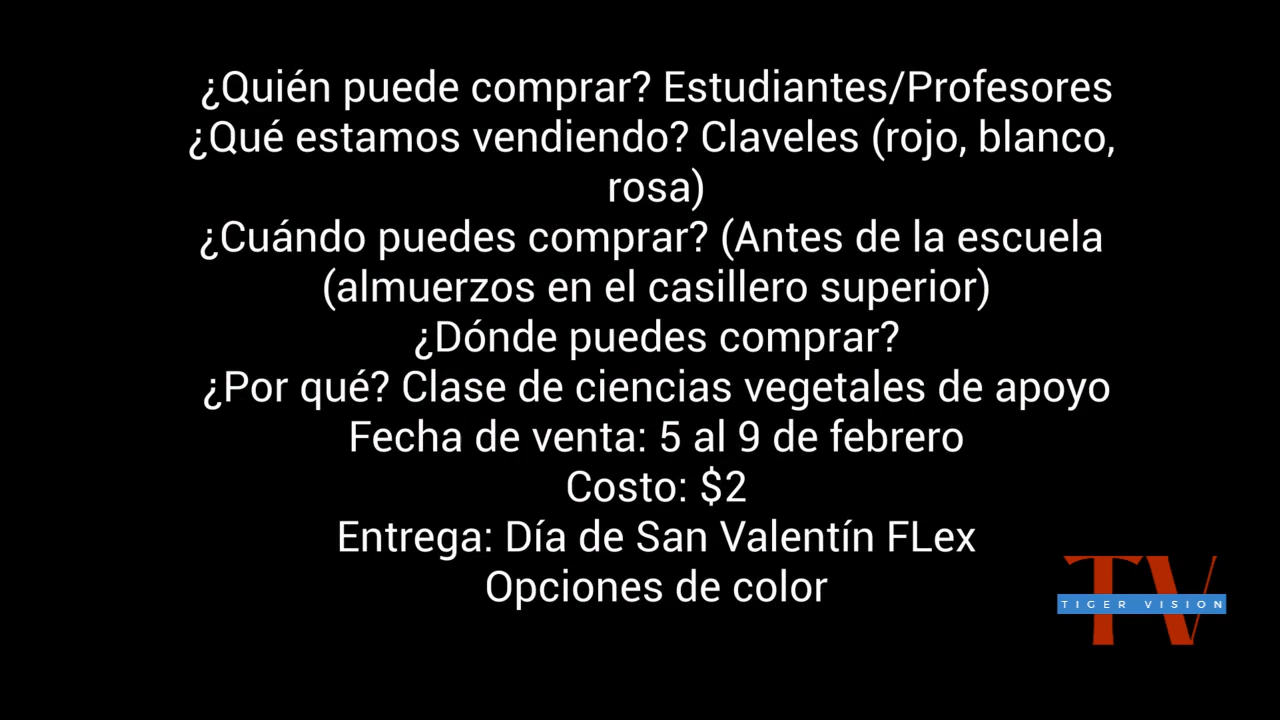 ¿Quién puede comprar? Estudiantes/Profesores
¿Qué estamos vendiendo? Claveles (rojo, blanco,
rosa)
¿Cuándo puedes comprar? (Antes de la escuela
(almuerzos en el casillero superior)
¿Dónde puedes comprar?
¿Por qué? Clase de ciencias vegetales de apoyo
Fecha de venta: 5 al 9 de febrero
Costo: $2
Entrega: Día de San Valentín FLex
Opciones de color
TV
TIGER VISION